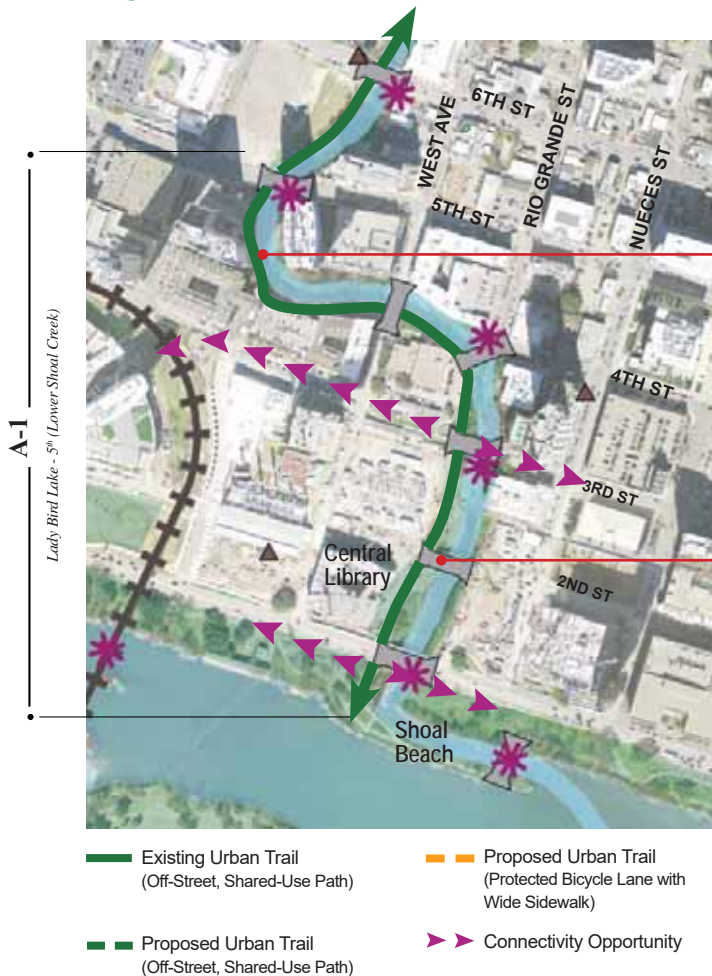 6TH ST
WEST AVE
RIO GRANDE ST
NUECES ST
5TH ST
A-1
Lady Bird Lake - 5th (Lower Shoal Creek)
4TH ST
3RD ST
Central
Library
2ND ST
Shoal
Beach
Existing Urban Trail
(Off-Street, Shared-Use Path)
Proposed Urban Trail
(Protected Bicycle Lane with
Wide Sidewalk)
Proposed Urban Trail
(Off-Street, Shared-Use Path)
Connectivity Opportunity